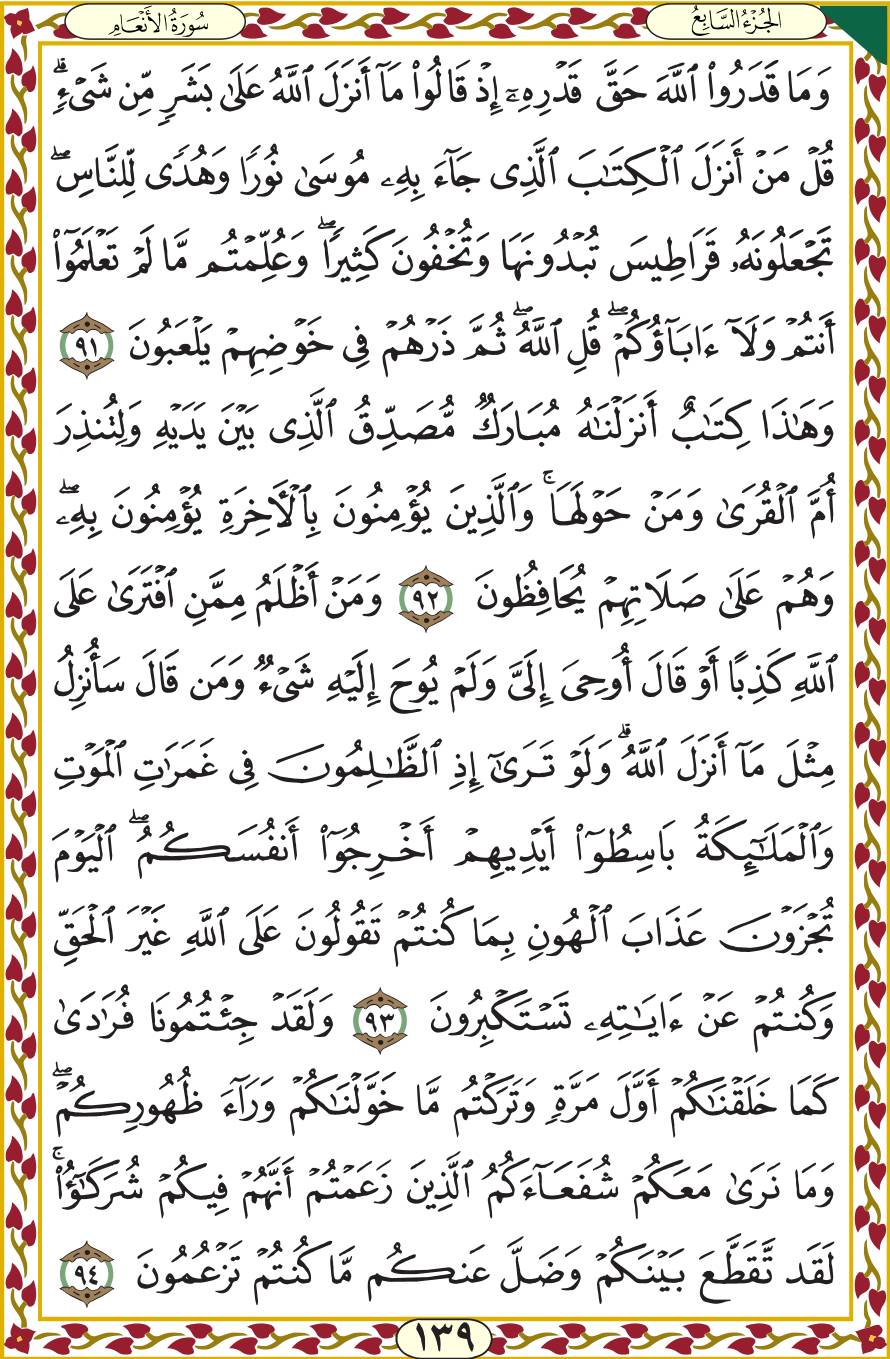 الجُزْءُ السَّابِعُ
سُورَةُ الأَنْعَامِ
وَمَا قَدَرُوا۟ ٱللَّهَ حَقَّ قَدْرِهِۦٓ إِذْ قَالُوا۟ مَآ أَنزَلَ ٱللَّهُ عَلَىٰ بَشَرٍ مِّن شَىْءٍ ۗ
قُلْ مَنْ أَنزَلَ ٱلْكِتَـٰبَ ٱلَّذِى جَآءَ بِهِۦ مُوسَىٰ نُورًا وَهُدًى لِّلنَّاسِ ۖ
تَجْعَلُونَهُۥ قَرَاطِيسَ تُبْدُونَهَا وَتُخْفُونَ كَثِيرًا ۖ وَعُلِّمْتُم مَّا لَمْ تَعْلَمُوٓا۟
أَنتُمْ وَلَآ ءَابَآؤُكُمْ ۖ قُلِ ٱللَّهُ ۖ ثُمَّ ذَرْهُمْ فِى خَوْضِهِمْ يَلْعَبُونَ ٩١
وَهَـٰذَا كِتَـٰبٌ أَنزَلْنَـٰهُ مُبَارَكٌ مُّصَدِّقُ ٱلَّذِى بَيْنَ يَدَيْهِ وَلِتُنذِرَ
أُمَّ ٱلْقُرَىٰ وَمَنْ حَوْلَهَا ۚ وَٱلَّذِينَ يُؤْمِنُونَ بِٱلْأَخِرَةِ يُؤْمِنُونَ بِهِۦ ۖ
وَهُمْ عَلَىٰ صَلَاتِهِمْ يُحَافِظُونَ ٩٢ وَمَنْ أَظْلَمُ مِمَّنِ ٱفْتَرَىٰ عَلَى
ٱللَّهِ كَذِبًا أَوْ قَالَ أُوحِىَ إِلَىَّ وَلَمْ يُوحَ إِلَيْهِ شَىْءٌ وَمَن قَالَ سَأُنزِلُ
مِثْلَ مَآ أَنزَلَ ٱللَّهُ ۗ وَلَوْ تَرَىٰٓ إِذِ ٱلظَّـٰلِمُونَ فِى غَمَرَٰتِ ٱلْمَوْتِ
وَٱلْمَلَـٰٓئِكَةُ بَاسِطُوٓا۟ أَيْدِيهِمْ أَخْرِجُوٓا۟ أَنفُسَكُمُ ۖ ٱلْيَوْمَ
تُجْزَوْنَ عَذَابَ ٱلْهُونِ بِمَا كُنتُمْ تَقُولُونَ عَلَى ٱللَّهِ غَيْرَ ٱلْحَقِّ
وَكُنتُمْ عَنْ ءَايَـٰتِهِۦ تَسْتَكْبِرُونَ ٩٣ وَلَقَدْ جِئْتُمُونَا فُرَٰدَىٰ
كَمَا خَلَقْنَـٰكُمْ أَوَّلَ مَرَّةٍ وَتَرَكْتُم مَّا خَوَّلْنَـٰكُمْ وَرَآءَ ظُهُورِكُمْ ۖ
وَمَا نَرَىٰ مَعَكُمْ شُفَعَآءَكُمُ ٱلَّذِينَ زَعَمْتُمْ أَنَّهُمْ فِيكُمْ شُرَكَـٰٓؤُا۟ ۚ
لَقَد تَّقَطَّعَ بَيْنَكُمْ وَضَلَّ عَنكُم مَّا كُنتُمْ تَزْعُمُونَ ٩٤
١٣٩